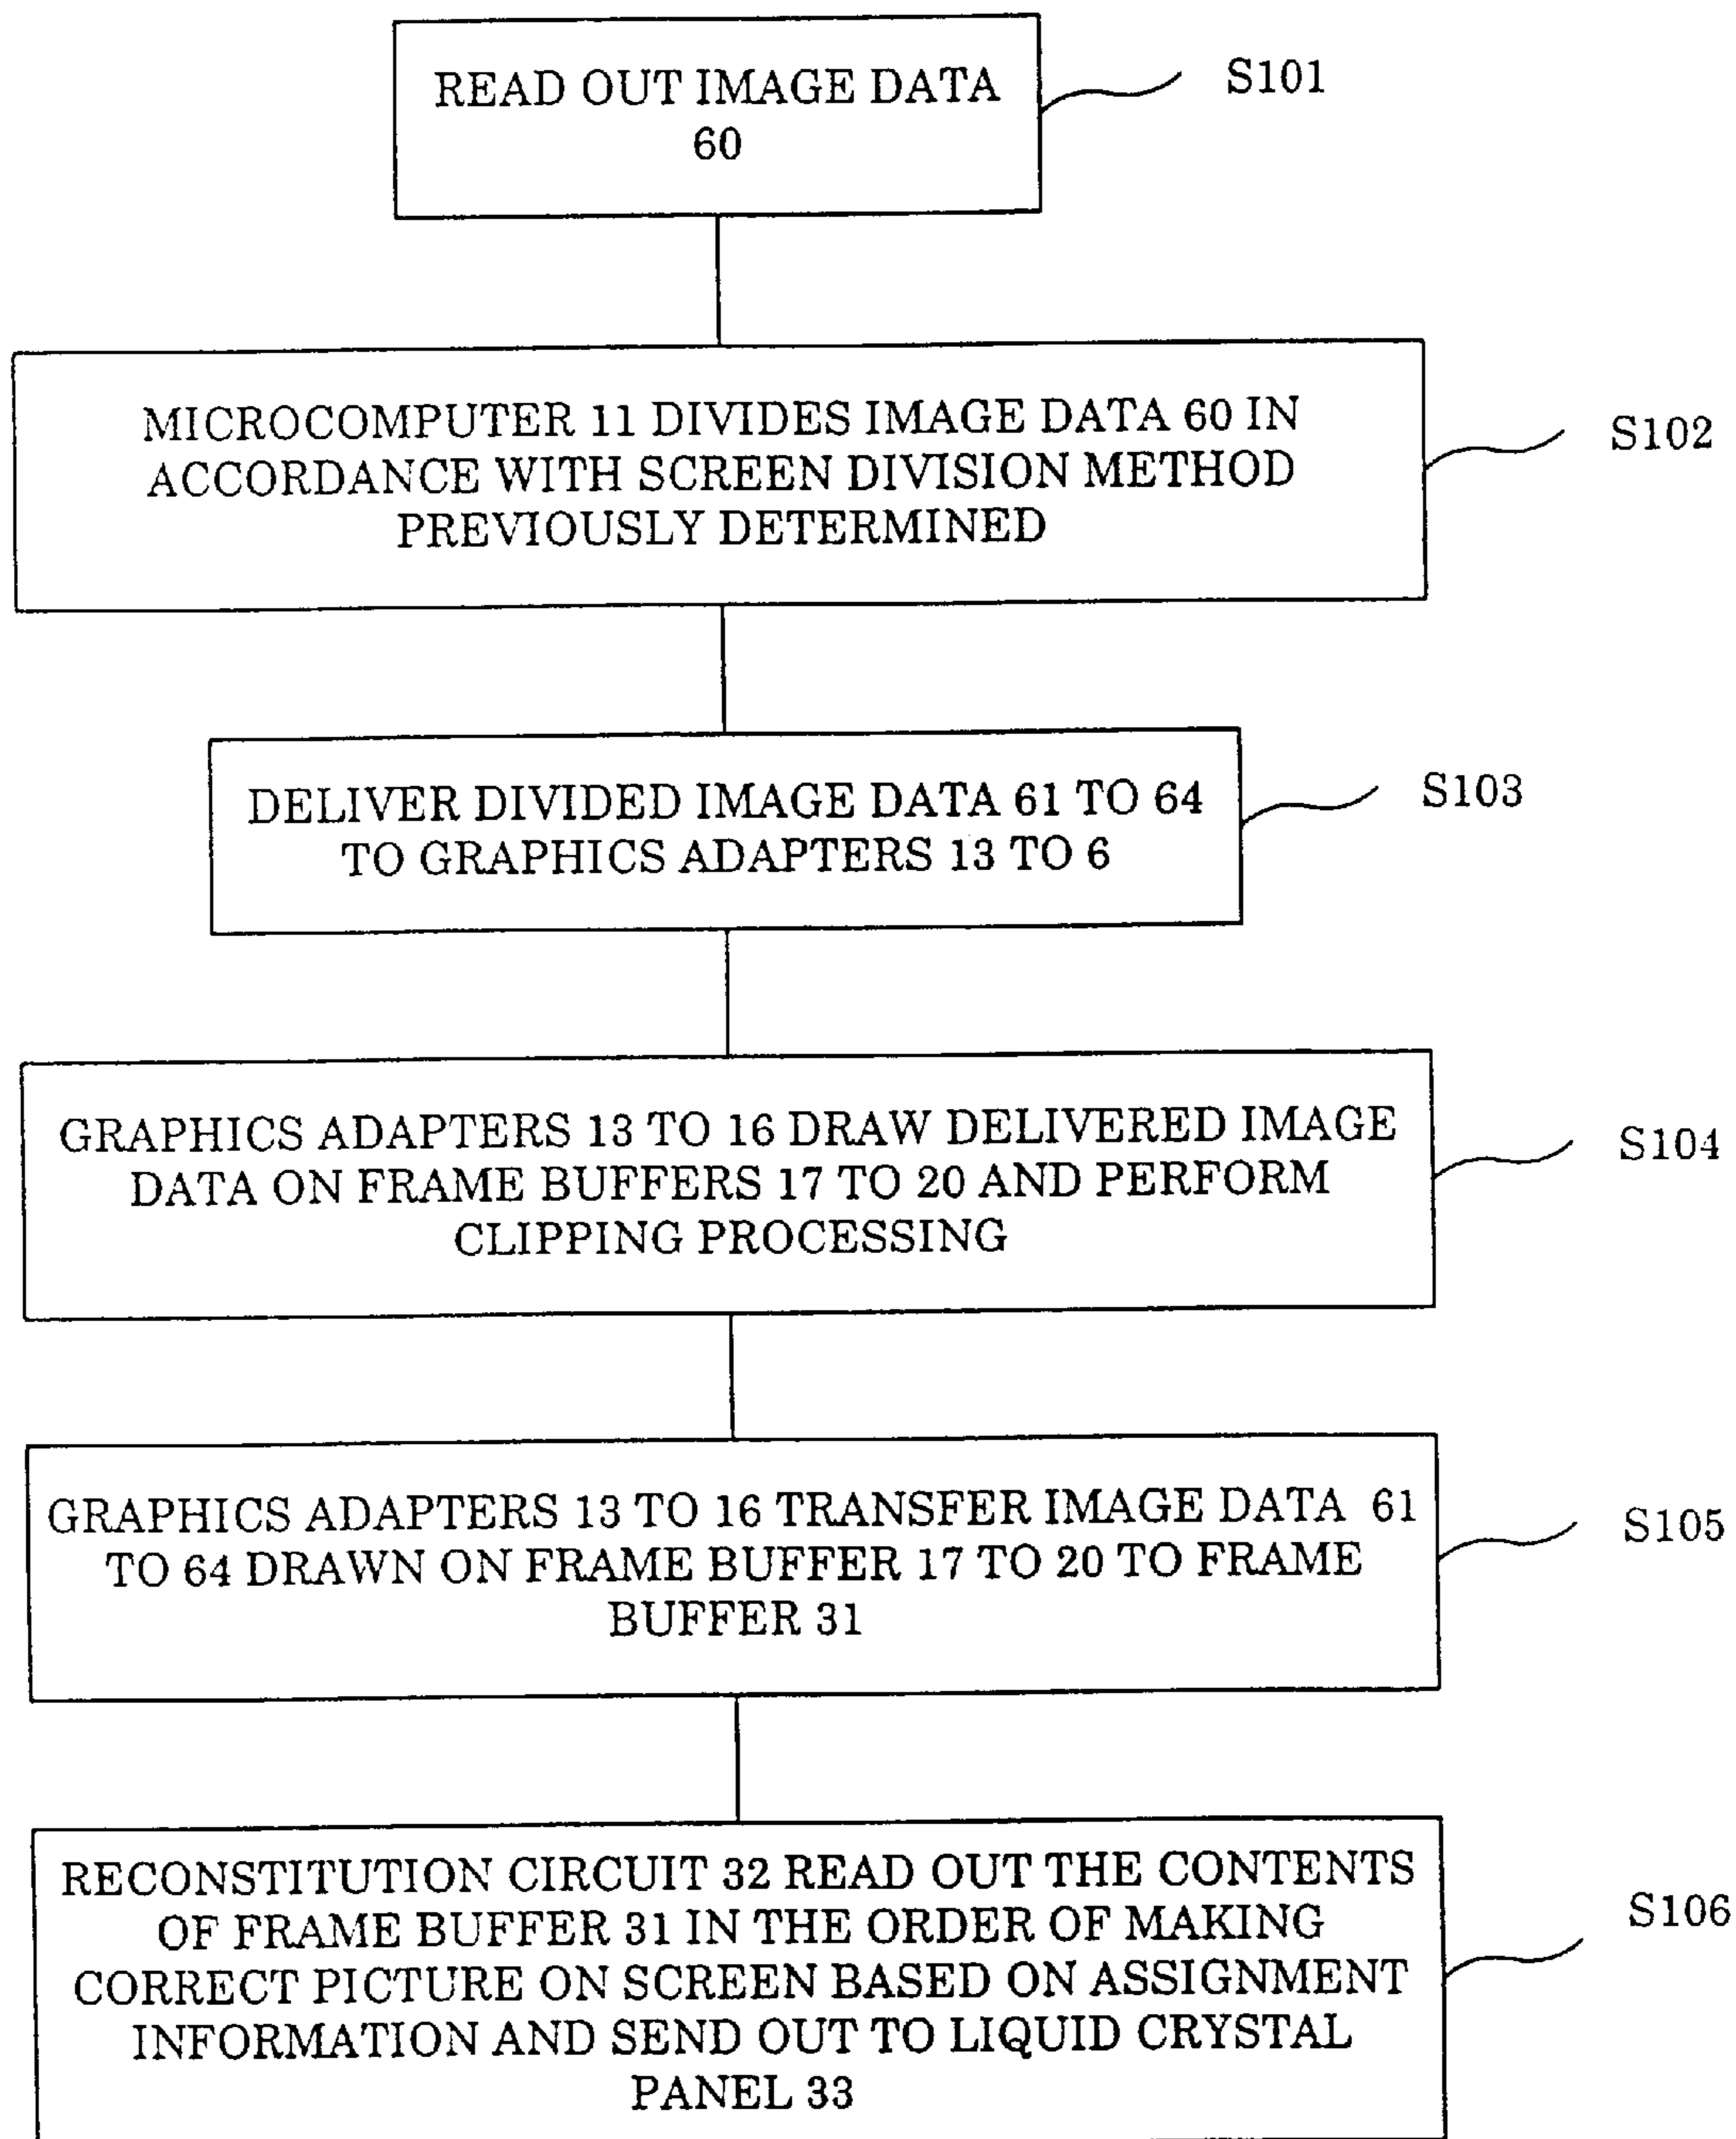 READ OUT IMAGE DATA
60
S101
MICROCOMPUTER 11 DIVIDES IMAGE DATA 60 IN
ACCORDANCE WITH SCREEN DIVISION METHOD
PREVIOUSLY DETERMINED
S102
DELIVER DIVIDED IMAGE DATA 61 TO 64
TO GRAPHICS ADAPTERS 13 TO 6
S103
GRAPHICS ADAPTERS 13 TO 16 DRAW DELIVERED IMAGE
DATA ON FRAME BUFFERS 17 TO 20 AND PERFORM
CLIPPING PROCESSING
S104
GRAPHICS ADAPTERS 13 TO 16 TRANSFER IMAGE DATA 61
TO 64 DRAWN ON FRAME BUFFER 17 TO 20 TO FRAME
BUFFER 31
S105
RECONSTITUTION CIRCUIT 32 READ OUT THE CONTENTS
OF FRAME BUFFER 31 IN THE ORDER OF MAKING
CORRECT PICTURE ON SCREEN BASED ON ASSIGNMENT
INFORMATION AND SEND OUT TO LIQUID CRYSTAL
PANEL 33
S106